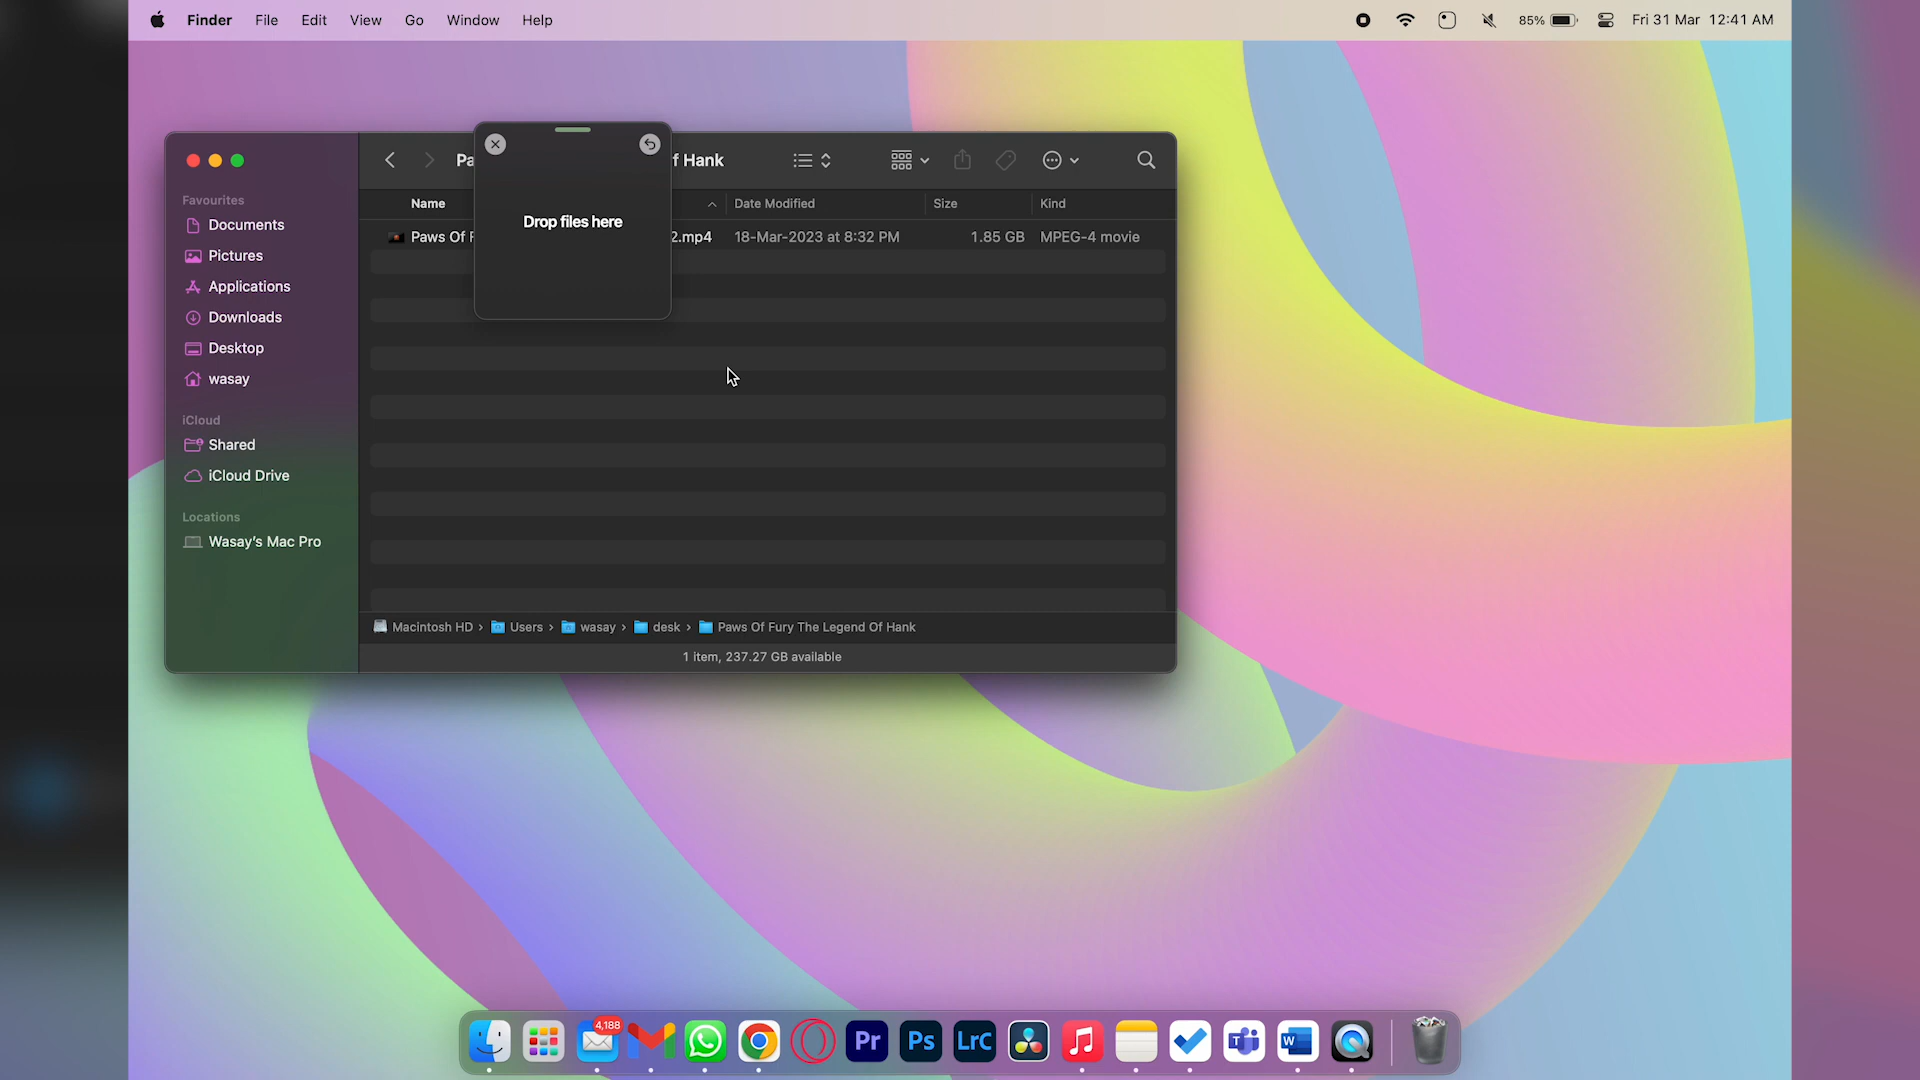 Finder File Edit View Go Window Help 85% Fri 31 Mar 12:41 AM
Pa f Hank
Drop files here
Favourites
Documents
Pictures
Applications
Downloads
Desktop
wasay
iCloud
Shared
iCloud Drive
Locations
Wasay's Mac Pro
Name Date Modified Size Kind
Paws Of F 2.mp4 18-Mar-2023 at 8:32 PM 1.85 GB MPEG-4 movie
Macintosh HD › Users › wasay › desk › Paws Of Fury The Legend Of Hank
1 item, 237.27 GB available
4,188
Pr Ps LrC T W